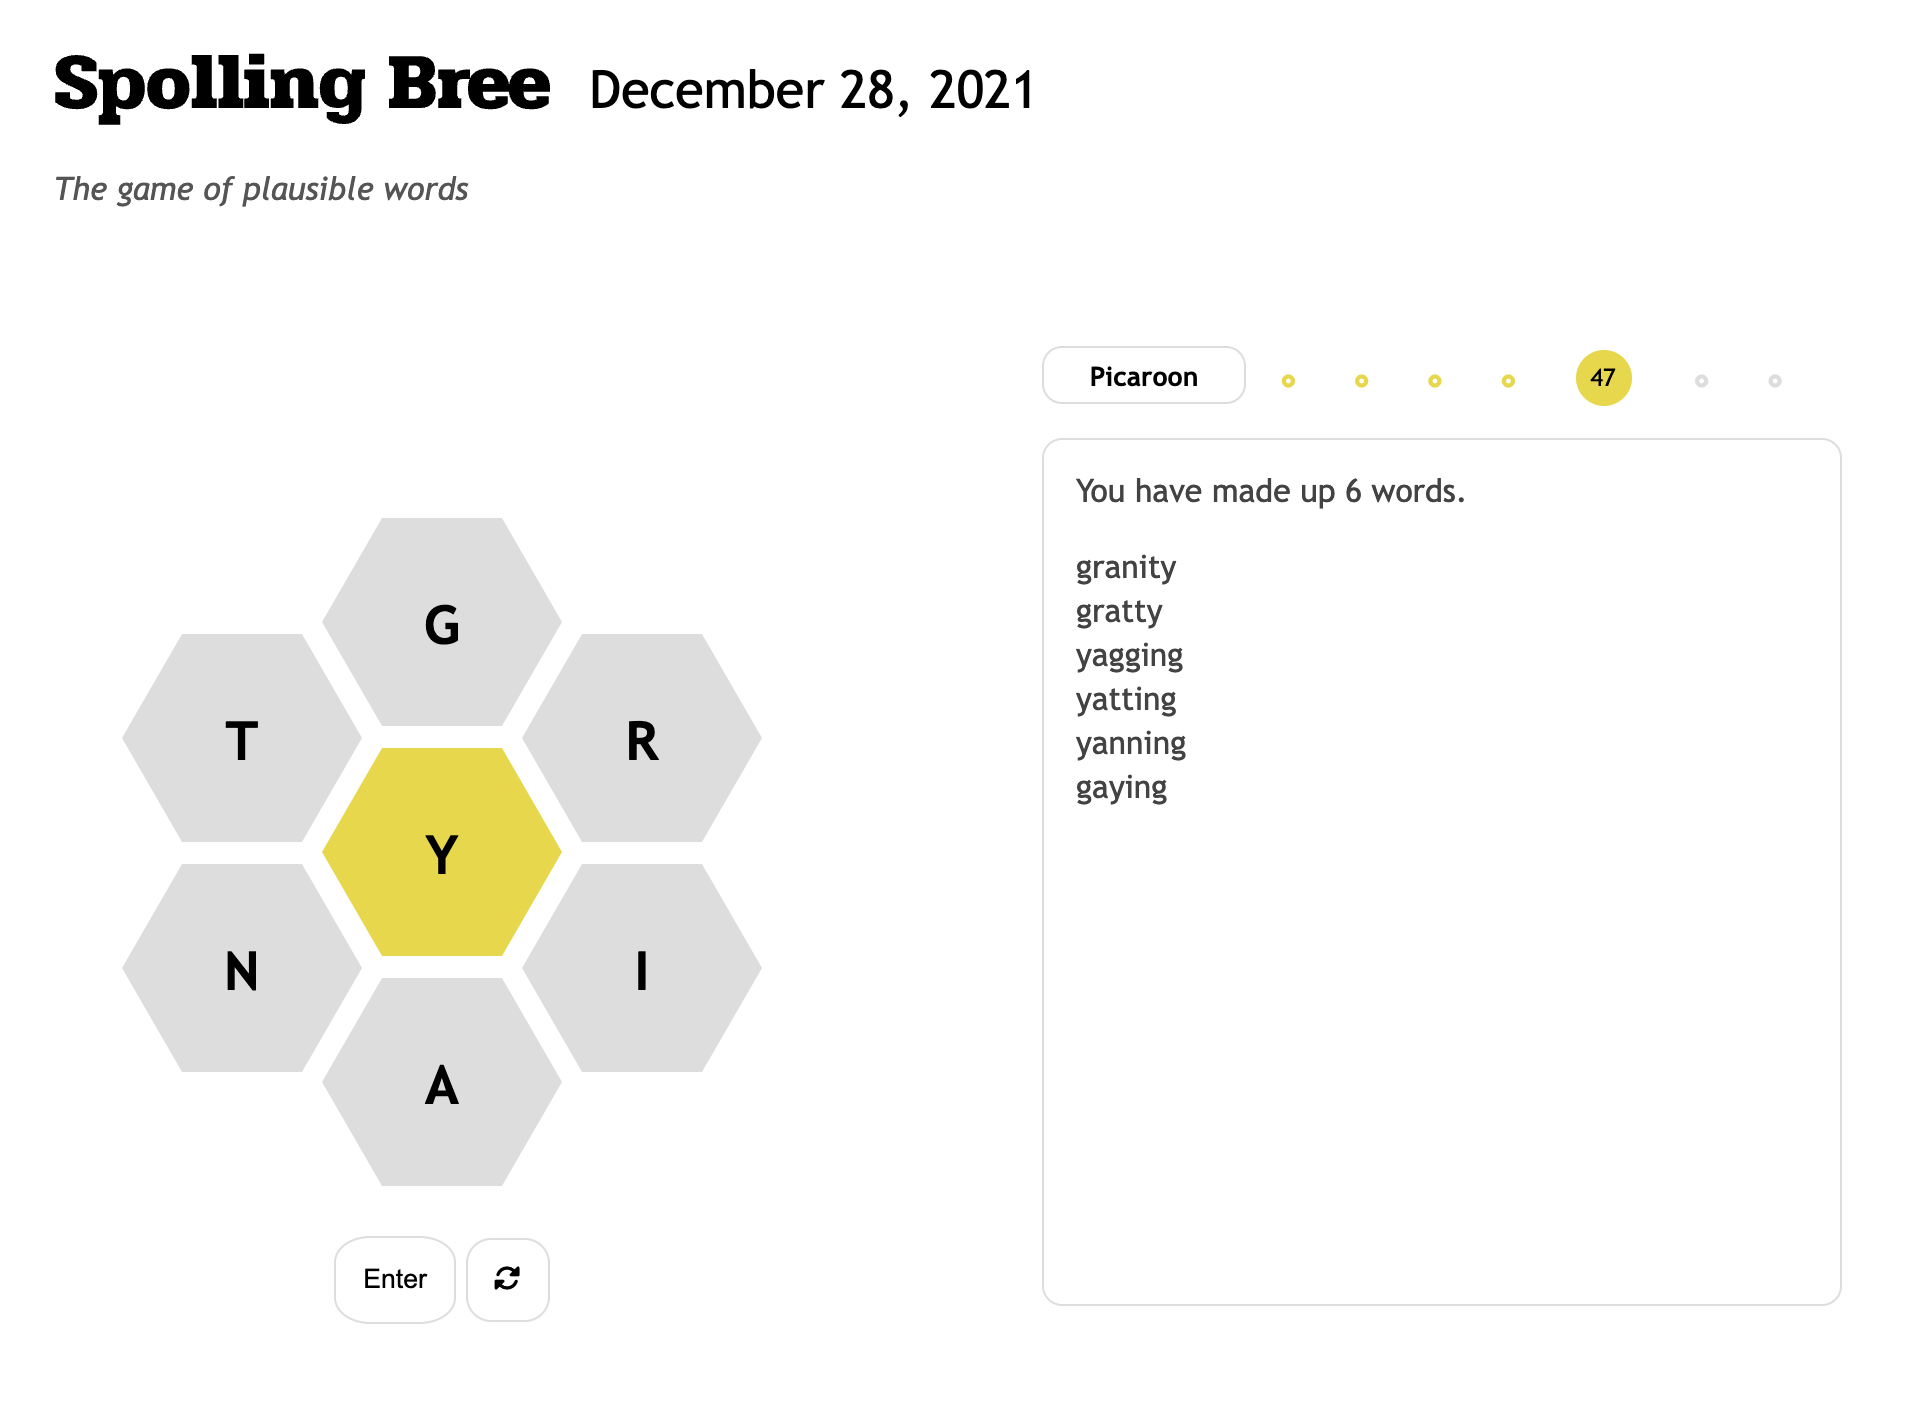 Spolling Bree December 28, 2021
The game of plausible words
Picaroon 47
You have made up 6 words.
granity
gratty
yagging
yatting
yanning
gaying
G
T
R
Y
N
I
A
Enter